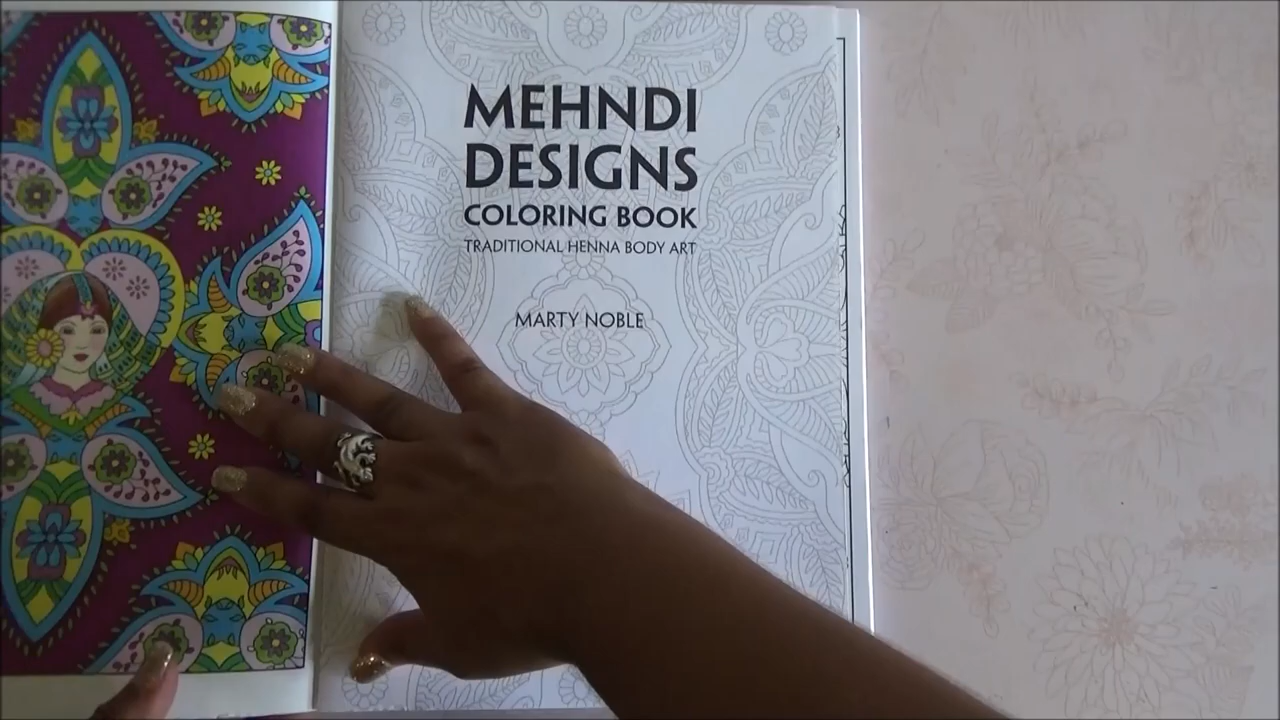 MEHNDI
DESIGNS
COLORING BOOK
TRADITIONAL HENNA BODY ART
MARTY NOBLE